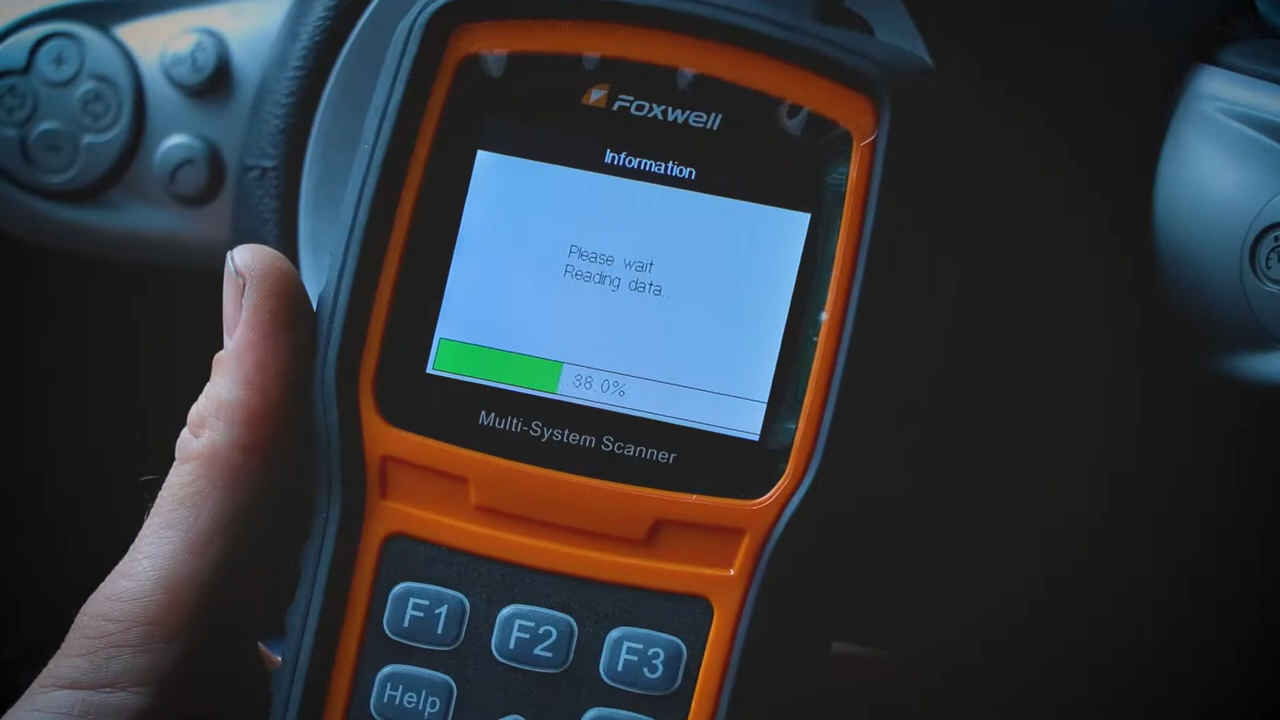 FOXWELL
Information
Please wait
Reading data..
38.0%
Multi-System Scanner
F1
F2
F3
Help